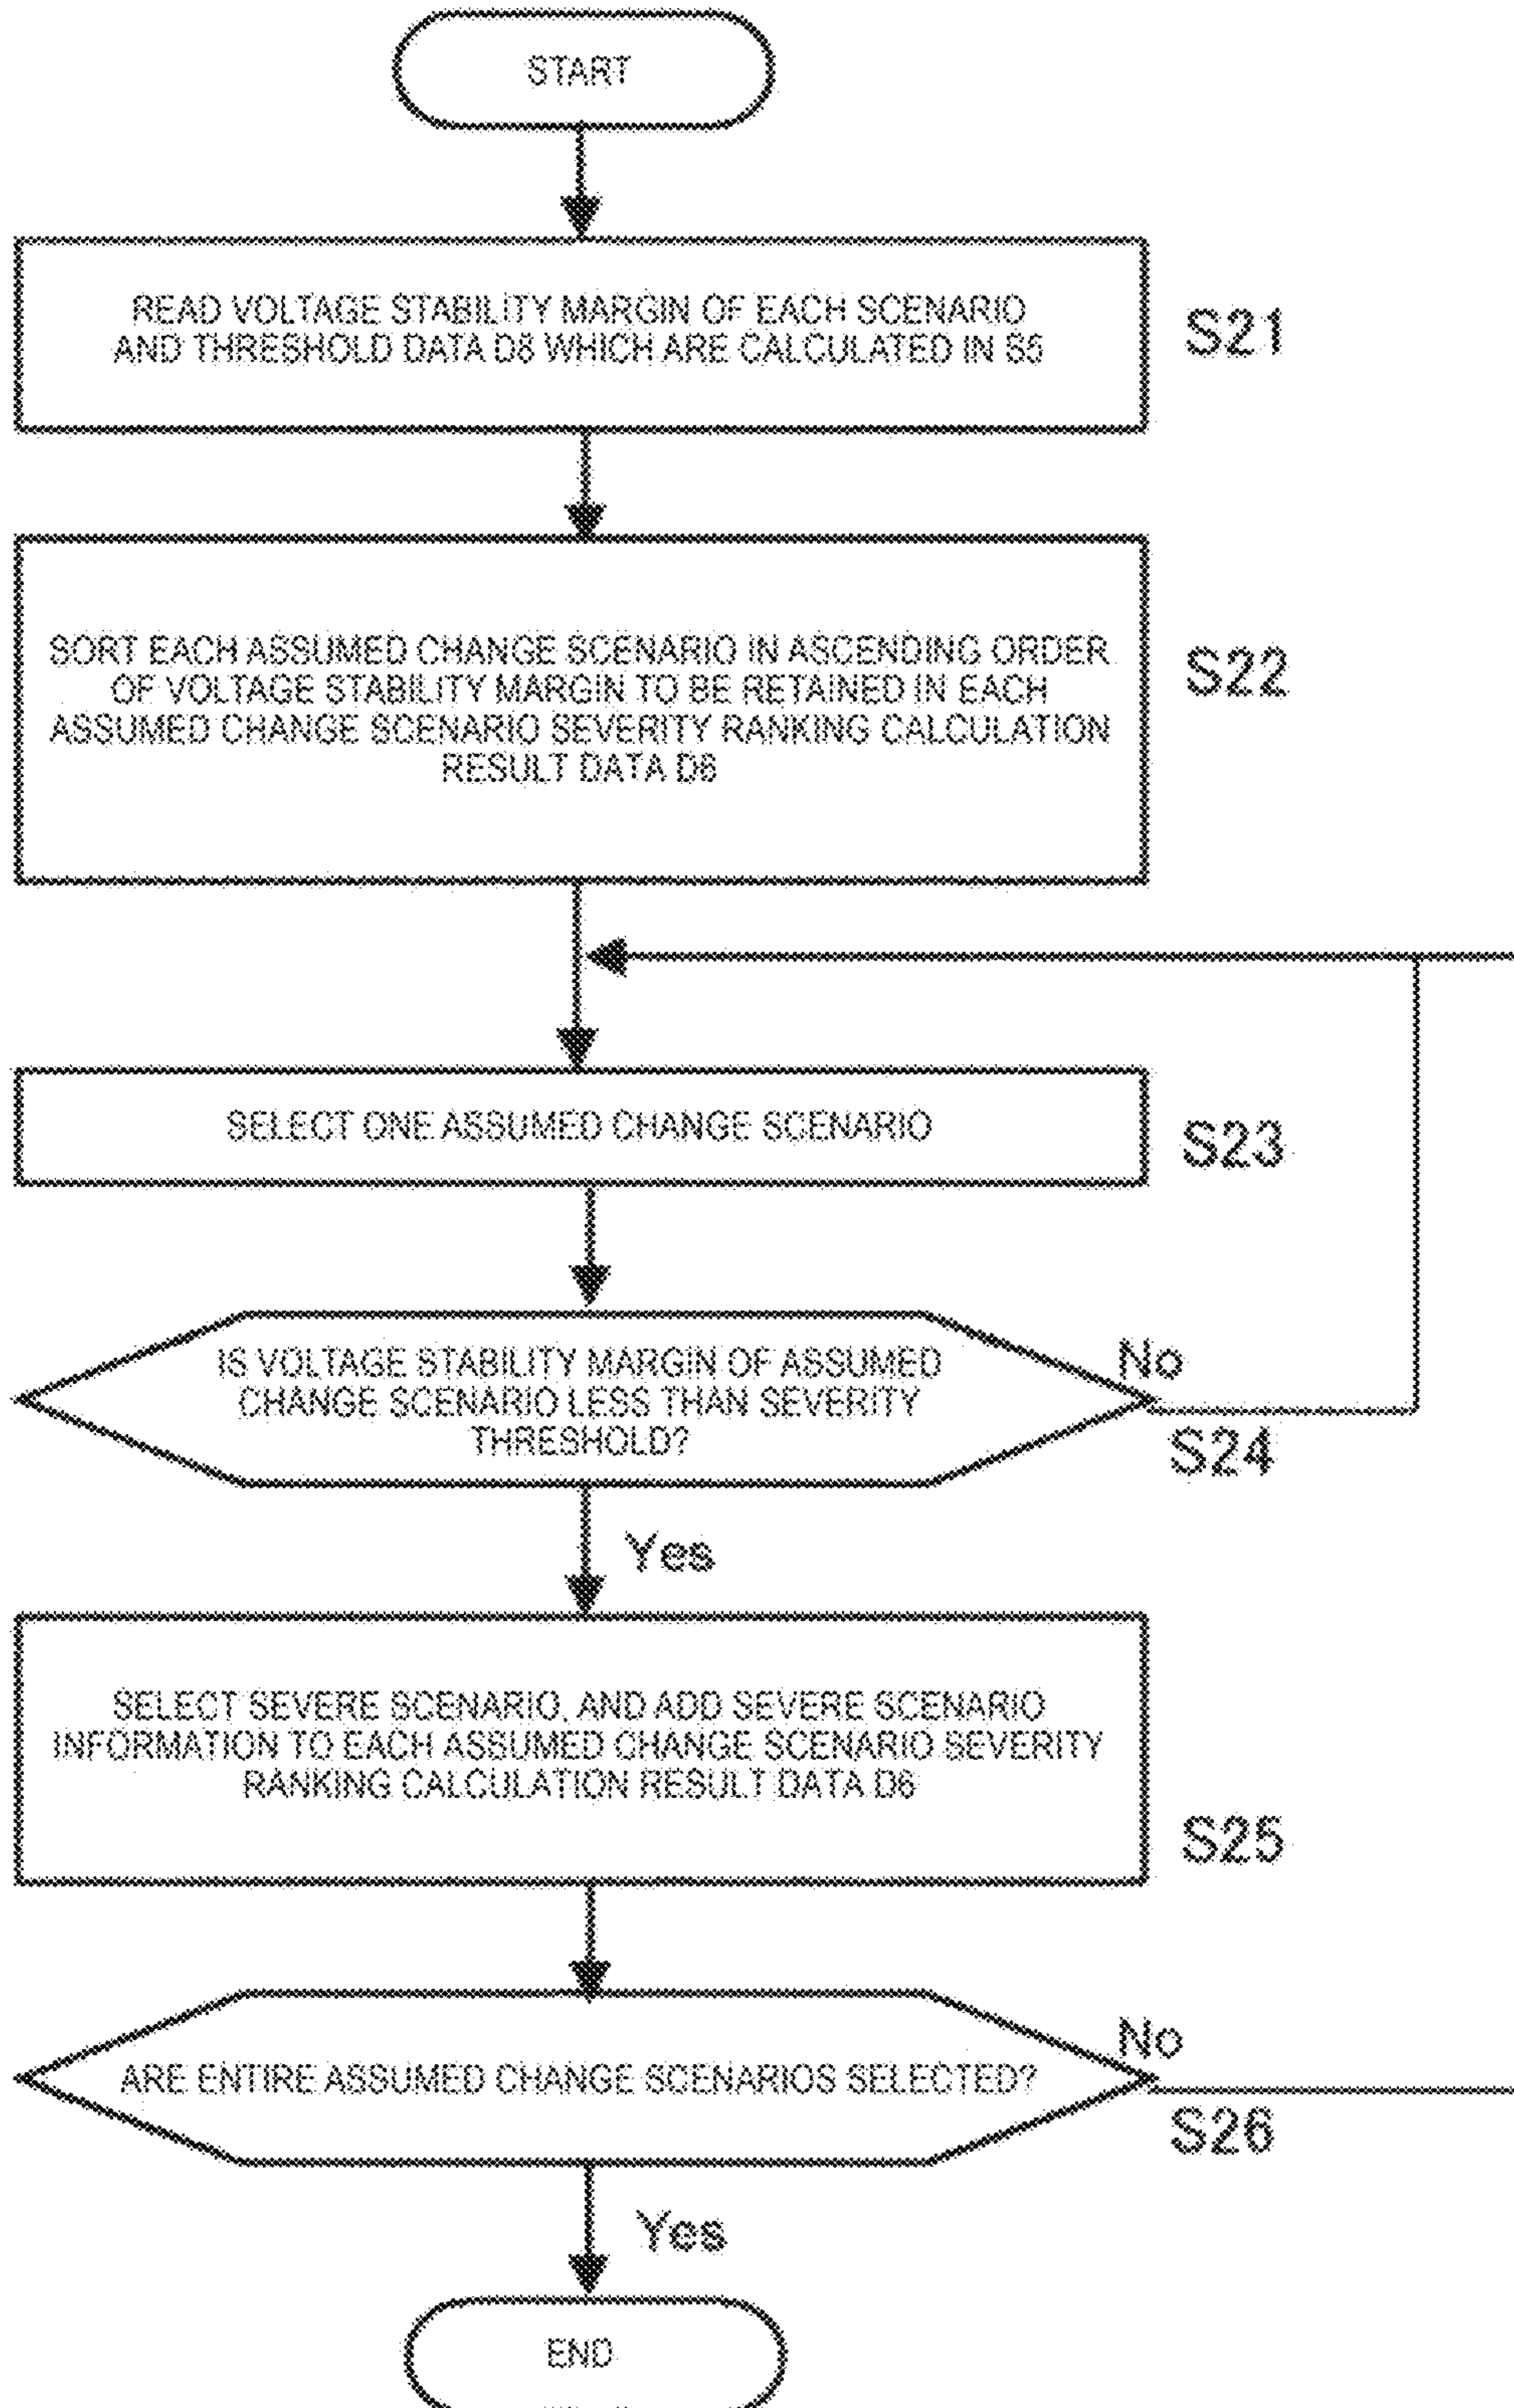 START
READ VOLTAGE STABILITY MARGIN OF EACH SCENARIO
AND THRESHOLD DATA D8 WHICH ARE CALCULATED IN S5
S21
SORT EACH ASSUMED CHANGE SCENARIO IN ASCENDING ORDER
OF VOLTAGE STABILITY MARGIN TO BE RETAINED IN EACH
ASSUMED CHANGE SCENARIO SEVERITY RANKING CALCULATION
RESULT DATA D6
S22
SELECT ONE ASSUMED CHANGE SCENARIO
S23
IS VOLTAGE STABILITY MARGIN OF ASSUMED
CHANGE SCENARIO LESS THAN SEVERITY
THRESHOLD?
No
S24
Yes
SELECT SEVERE SCENARIO, AND ADD SEVERE SCENARIO
INFORMATION TO EACH ASSUMED CHANGE SCENARIO SEVERITY
RANKING CALCULATION RESULT DATA D6
S25
ARE ENTIRE ASSUMED CHANGE SCENARIOS SELECTED?
No
S26
Yes
END